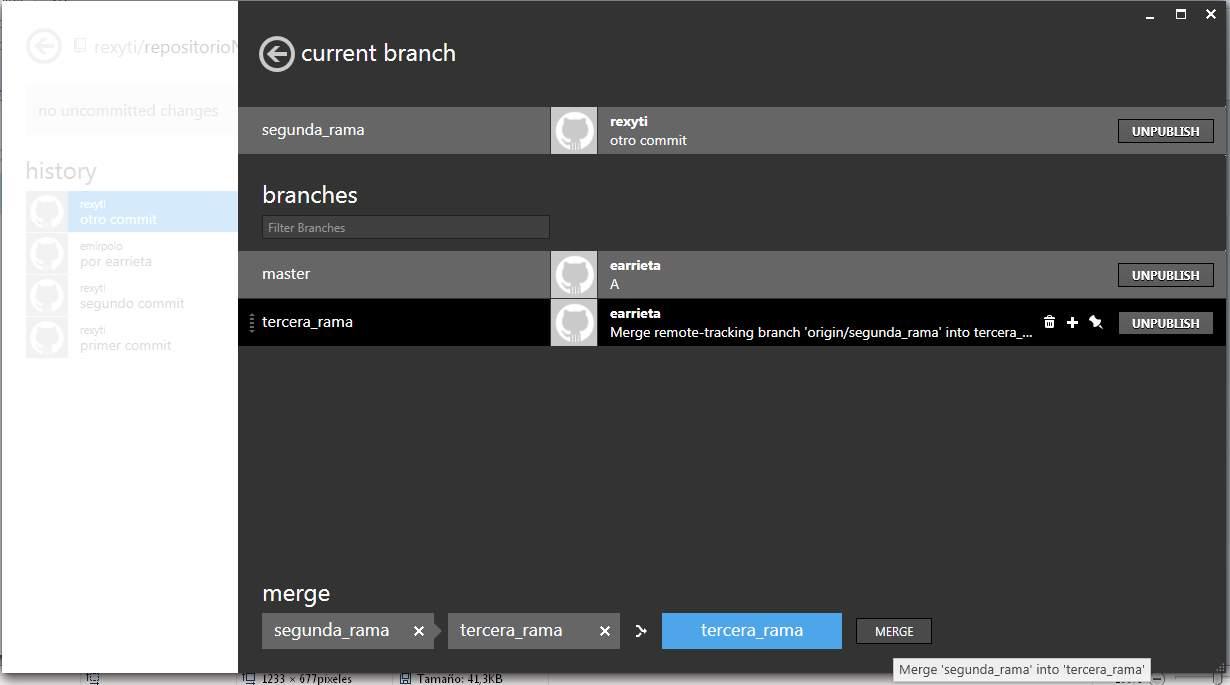 rexyti/repositorioN
no uncommitted changes
history
rexyti
otro commit
emirpolo
por earrieta
rexyti
segundo commit
rexyti
primer commit
current branch
segunda_rama
rexyti
otro commit
UNPUBLISH
branches
Filter Branches
master
earrieta
A
UNPUBLISH
tercera_rama
earrieta
Merge remote-tracking branch 'origin/segunda_rama' into tercera_...
UNPUBLISH
merge
segunda_rama
tercera_rama
tercera_rama
MERGE
Merge 'segunda_rama' into 'tercera_rama'
1233 × 677píxeles
Tamaño: 41,3KB